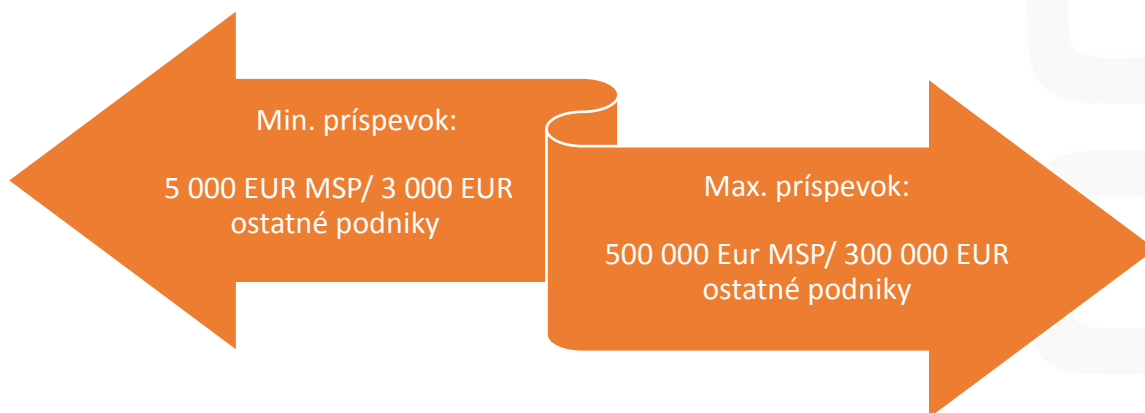 Min. príspevok:
5 000 EUR MSP/ 3 000 EUR
ostatné podniky
Max. príspevok:
500 000 Eur MSP/ 300 000 EUR
ostatné podniky